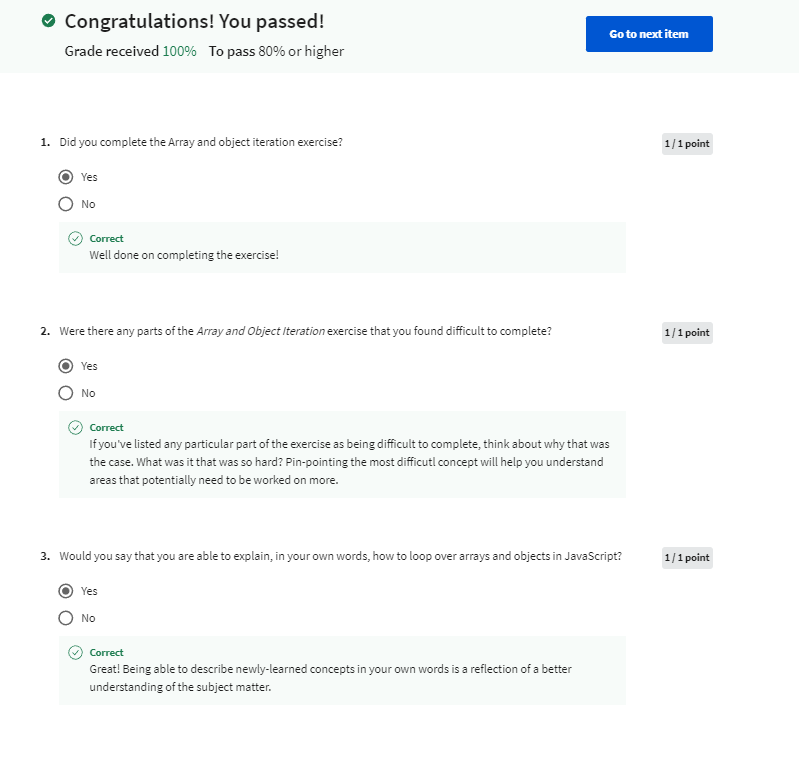 Congratulations! You passed!
Grade received 100% To pass 80% or higher
Go to next item
1. Did you complete the Array and object iteration exercise?
1 / 1 point
Yes
No
Correct
Well done on completing the exercise!
2. Were there any parts of the Array and Object Iteration exercise that you found difficult to complete?
1 / 1 point
Yes
No
Correct
If you've listed any particular part of the exercise as being difficult to complete, think about why that was
the case. What was it that was so hard? Pin-pointing the most difficutl concept will help you understand
areas that potentially need to be worked on more.
3. Would you say that you are able to explain, in your own words, how to loop over arrays and objects in JavaScript?
1 / 1 point
Yes
No
Correct
Great! Being able to describe newly-learned concepts in your own words is a reflection of a better
understanding of the subject matter.